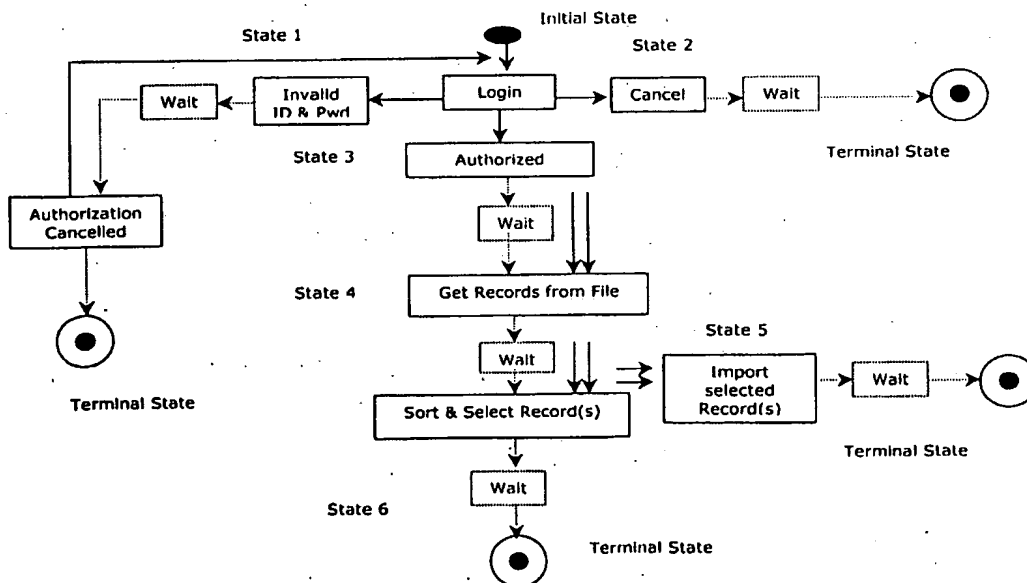 Initial State
State 1
State 2
Wait
Invalid
ID & Pwd
Login
Cancel
Wait
Terminal State
State 3
Authorized
Authorization
Cancelled
Wait
State 4
Get Records from File
State 5
Wait
Import
selected
Record(s)
Wait
Terminal State
Sort & Select Record(s)
Terminal State
Wait
State 6
Terminal State